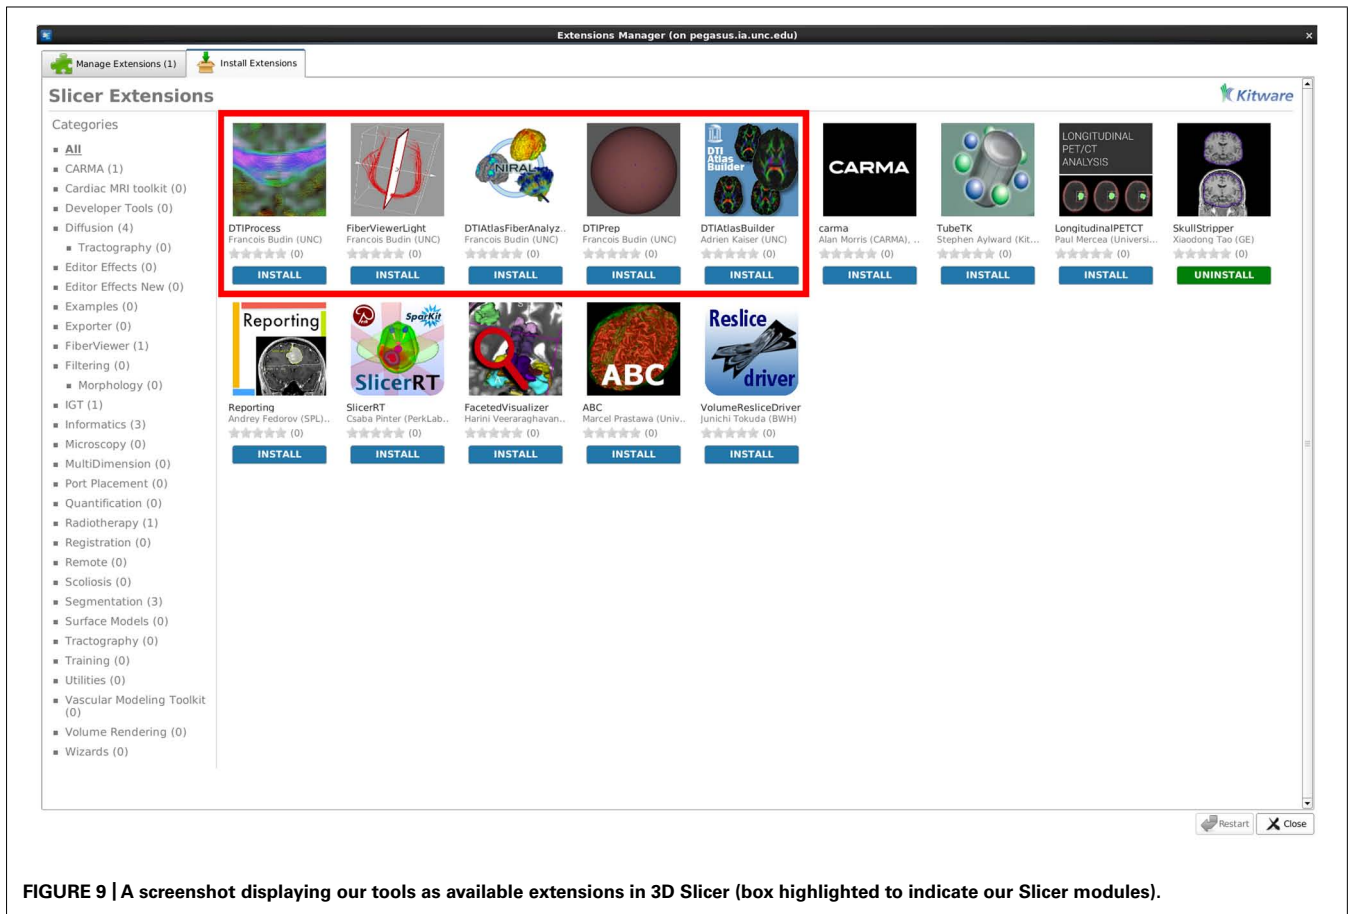 Extensions Manager (on pegasus.ia.unc.edu)
Manage Extensions (1)
Install Extensions
Slicer Extensions
Kitware
Categories
All
CARMA (1)
Cardiac MRI toolkit (0)
Developer Tools (0)
Diffusion (4)
Tractography (0)
Editor Effects (0)
Editor Effects New (0)
Examples (0)
Exporter (0)
FiberViewer (1)
Filtering (0)
Morphology (0)
IGT (1)
Informatics (3)
Microscopy (0)
MultiDimension (0)
Port Placement (0)
Quantification (0)
Radiotherapy (1)
Registration (0)
Remote (0)
Scoliosis (0)
Segmentation (3)
Surface Models (0)
Tractography (0)
Training (0)
Utilities (0)
Vascular Modeling Toolkit
(0)
Volume Rendering (0)
Wizards (0)
DTIProcess
Francois Budin (UNC)
(0)
INSTALL
FiberViewerLight
Francois Budin (UNC)
(0)
INSTALL
NIRAL
DTIAtlasFiberAnalyz..
Francois Budin (UNC)
(0)
INSTALL
DTIPrep
Francois Budin (UNC)
(0)
INSTALL
DTI
Atlas
Builder
DTIAtlasBuilder
Adrien Kaiser (UNC)
(0)
INSTALL
CARMA
carma
Alan Morris (CARMA), ..
(0)
INSTALL
TubeTK
Stephen Aylward (Kit...
(0)
INSTALL
LONGITUDINAL
PET/CT
ANALYSIS
LongitudinalPETCT
Paul Mercea (Universi...
(0)
INSTALL
SkullStripper
Xiaodong Tao (GE)
(0)
UNINSTALL
Reporting
Reporting
Andrey Fedorov (SPL)..
(0)
INSTALL
SparKit
SlicerRT
SlicerRT
Csaba Pinter (PerkLab..
(0)
INSTALL
FacetedVisualizer
Harini Veeraraghavan..
(0)
INSTALL
ABC
ABC
Marcel Prastawa (Univ..
(0)
INSTALL
Reslice
driver
VolumeResliceDriver
Junichi Tokuda (BWH)
(0)
INSTALL
Restart
Close
FIGURE 9 | A screenshot displaying our tools as available extensions in 3D Slicer (box highlighted to indicate our Slicer modules).